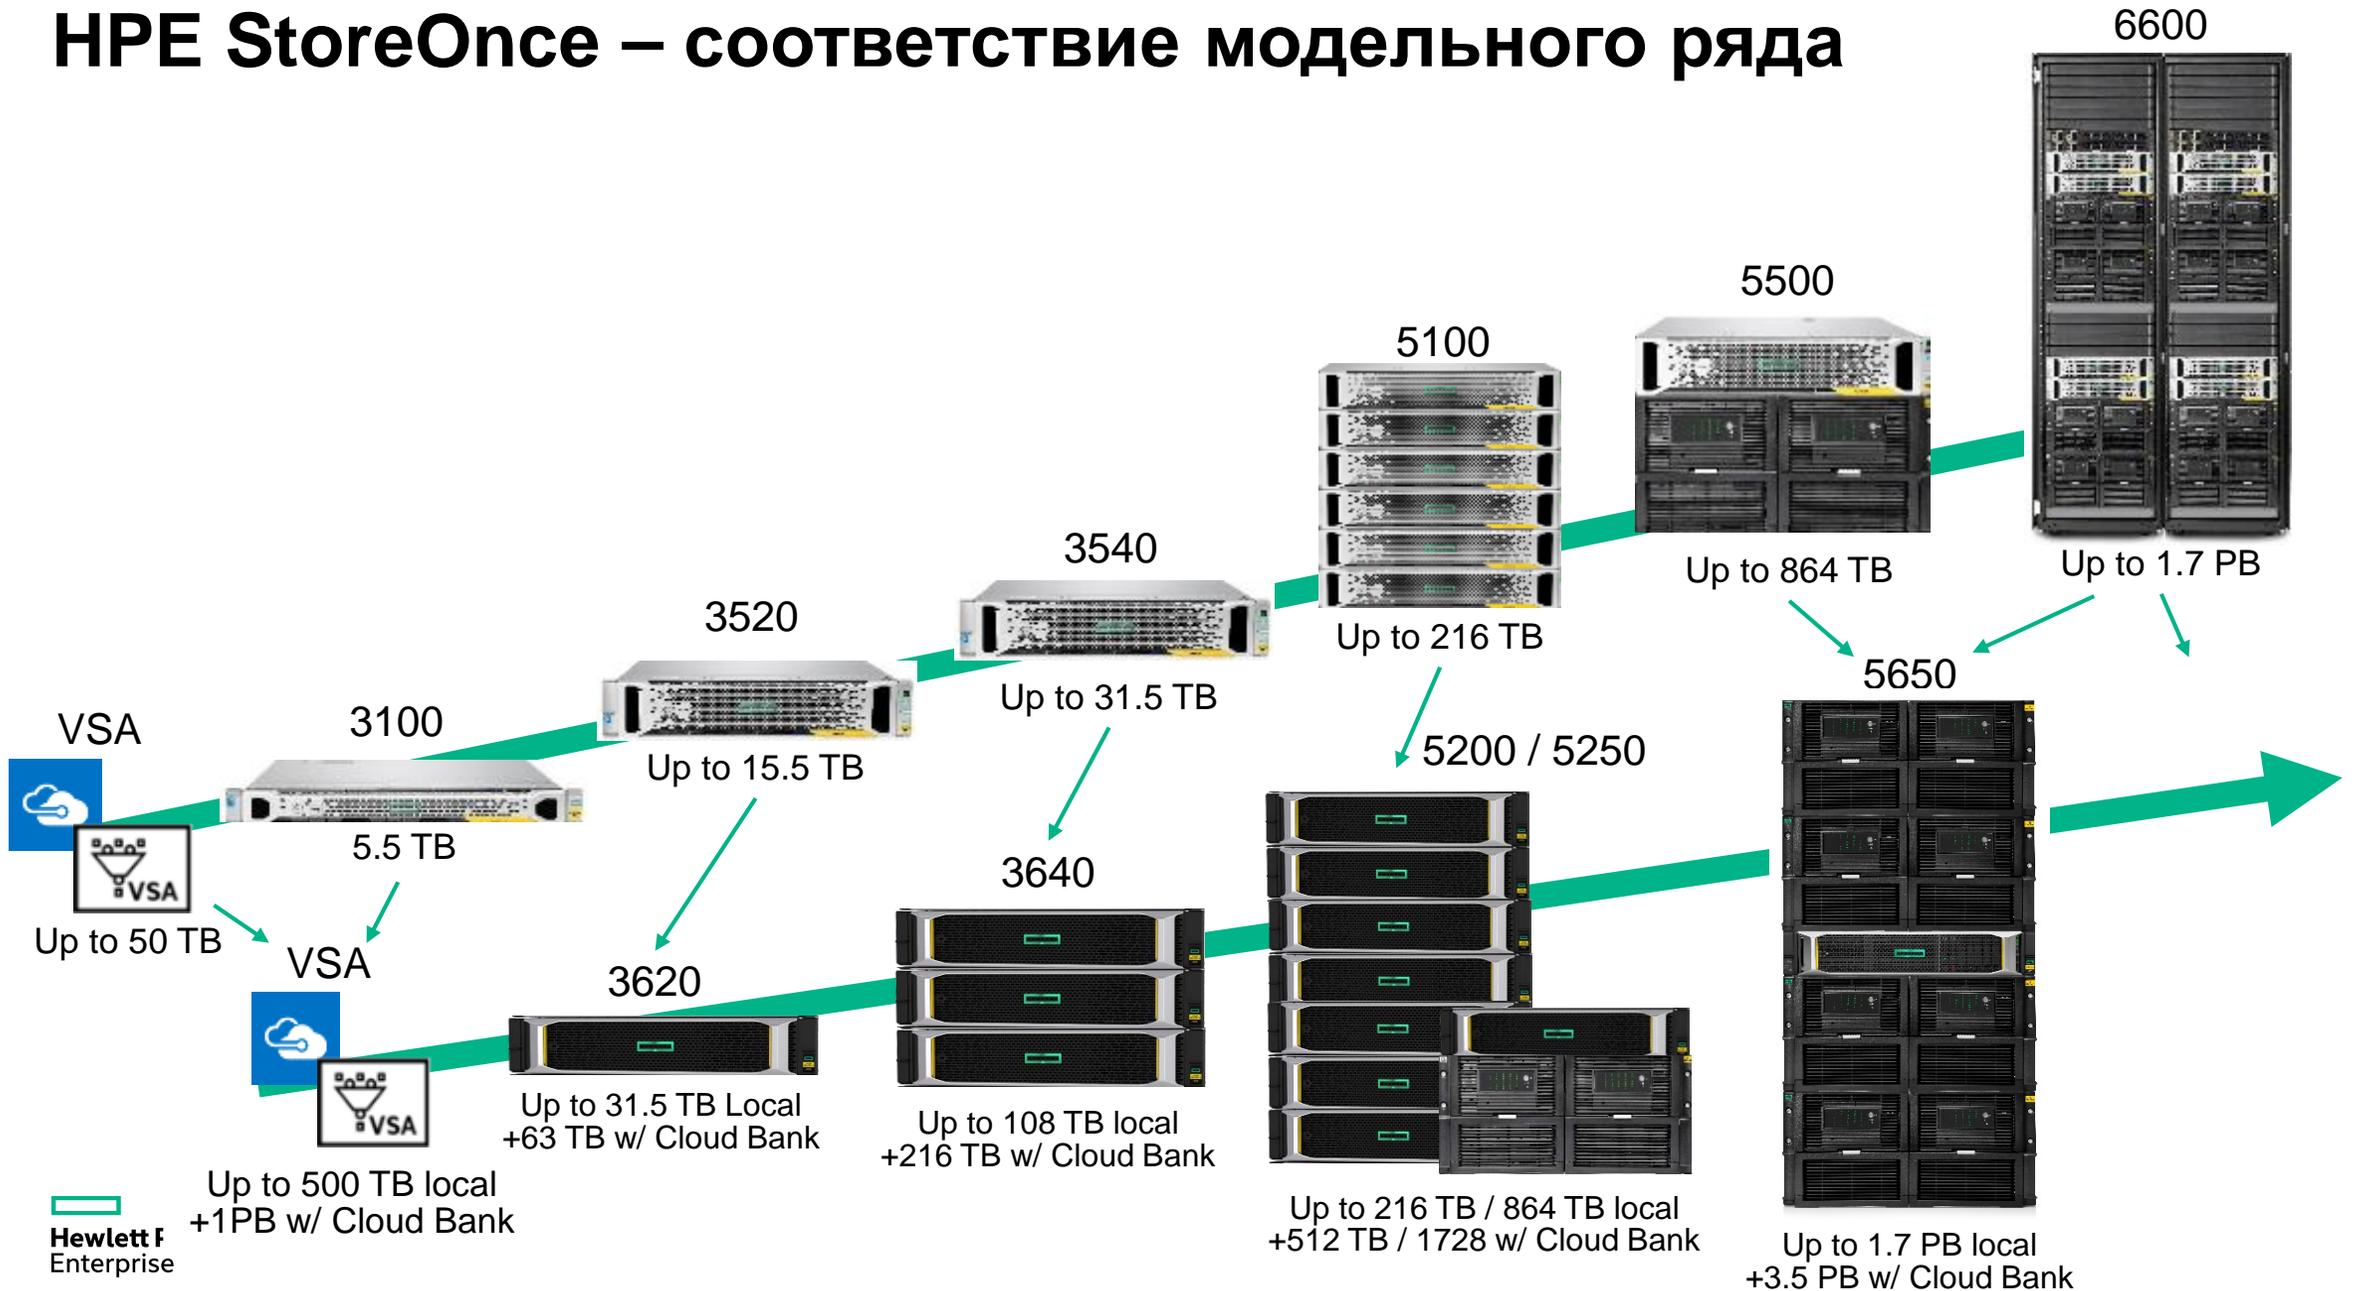 HPE StoreOnce – соответствие модельного ряда
6600
5500
5100
3540
3520
3100
VSA
VSA
Up to 50 TB
5.5 TB
Up to 15.5 TB
Up to 31.5 TB
Up to 216 TB
Up to 864 TB
Up to 1.7 PB
VSA
VSA
Up to 500 TB local
+1PB w/ Cloud Bank
3620
Up to 31.5 TB Local
+63 TB w/ Cloud Bank
3640
Up to 108 TB local
+216 TB w/ Cloud Bank
5200 / 5250
Up to 216 TB / 864 TB local
+512 TB / 1728 w/ Cloud Bank
5650
Up to 1.7 PB local
+3.5 PB w/ Cloud Bank
Hewlett
Enterprise